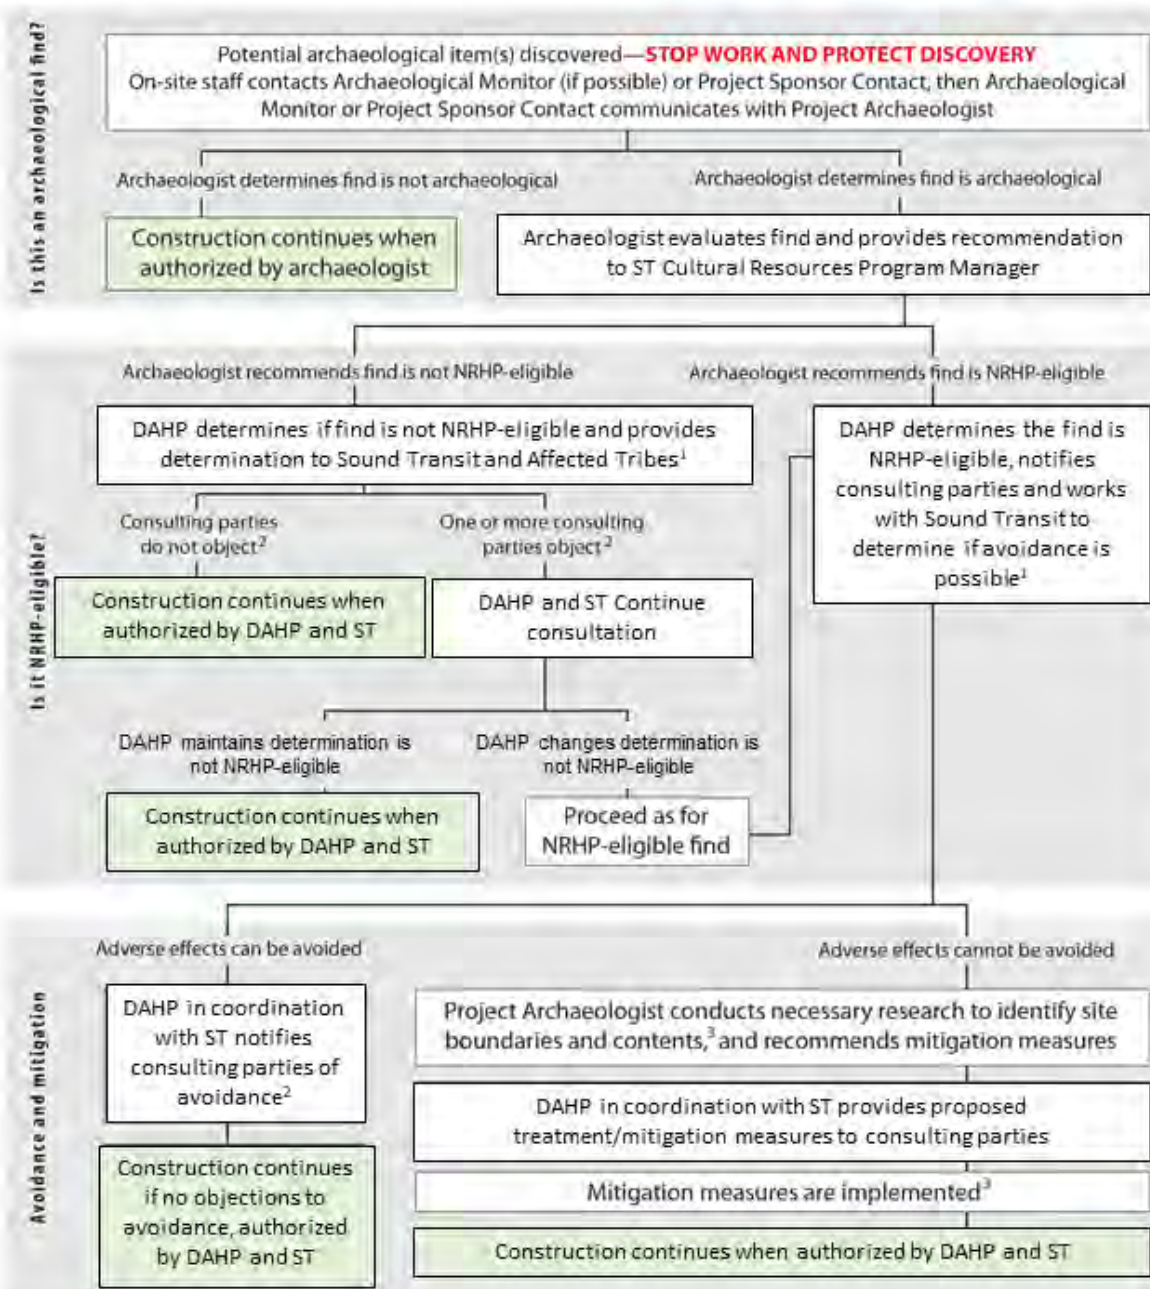 Is this an archaeological find?
Potential archaeological item(s) discovered—STOP WORK AND PROTECT DISCOVERY
On-site staff contacts Archaeological Monitor (if possible) or Project Sponsor Contact, then Archaeological
Monitor or Project Sponsor Contact communicates with Project Archaeologist
Archaeologist determines find is not archaeological
Construction continues when
authorized by archaeologist
Archaeologist determines find is archaeological
Archaeologist evaluates find and provides recommendation
to ST Cultural Resources Program Manager
Is it NRHP-eligible?
Archaeologist recommends find is not NRHP-eligible
DAHP determines if find is not NRHP-eligible and provides
determination to Sound Transit and Affected Tribes¹
Consulting parties
do not object²
Construction continues when
authorized by DAHP and ST
One or more consulting
parties object²
DAHP and ST Continue
consultation
DAHP maintains determination is
not NRHP-eligible
Construction continues when
authorized by DAHP and ST
DAHP changes determination is
not NRHP-eligible
Proceed as for
NRHP-eligible find
Archaeologist recommends find is NRHP-eligible
DAHP determines the find is
NRHP-eligible, notifies
consulting parties and works
with Sound Transit to
determine if avoidance is
possible¹
Avoidance and mitigation
Adverse effects can be avoided
DAHP in coordination
with ST notifies
consulting parties of
avoidance²
Construction continues
if no objections to
avoidance, authorized
by DAHP and ST
Adverse effects cannot be avoided
Project Archaeologist conducts necessary research to identify site
boundaries and contents,³ and recommends mitigation measures
DAHP in coordination with ST provides proposed
treatment/mitigation measures to consulting parties
Mitigation measures are implemented³
Construction continues when authorized by DAHP and ST